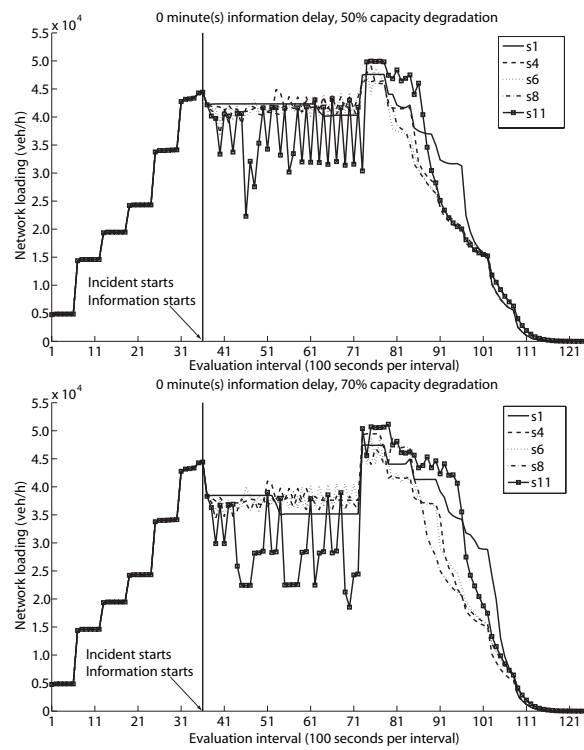 0 minute(s) information delay, 50% capacity degradation
x 10⁴
5.5
5.0
4.5
4.0
3.5
3.0
2.5
2.0
1.5
1.0
0.5
0
Network loading (veh/h)
s1
s4
s6
s8
s11
Incident starts
Information starts
1 11 21 31 41 51 61 71 81 91 101 111 121
Evaluation interval (100 seconds per interval)
0 minute(s) information delay, 70% capacity degradation
x 10⁴
5.5
5.0
4.5
4.0
3.5
3.0
2.5
2.0
1.5
1.0
0.5
0
Network loading (veh/h)
s1
s4
s6
s8
s11
Incident starts
Information starts
1 11 21 31 41 51 61 71 81 91 101 111 121
Evaluation interval (100 seconds per interval)